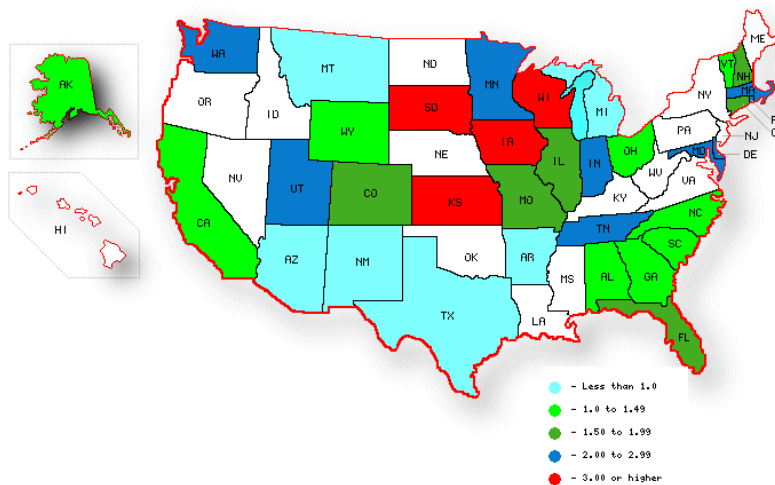 ME
WA
AK
MT
ND
VT
NH
MN
OR
ID
SD
WI
NY
MA
MI
WY
IA
PA
NJ
NE
OH
DE
NV
UT
CO
IL
IN
MD
WV
VA
CA
KS
MO
KY
HI
NC
TN
AZ
NM
OK
AR
SC
MS
AL
GA
TX
LA
FL
- Less than 1.0
- 1.0 to 1.49
- 1.50 to 1.99
- 2.00 to 2.99
- 3.00 or higher